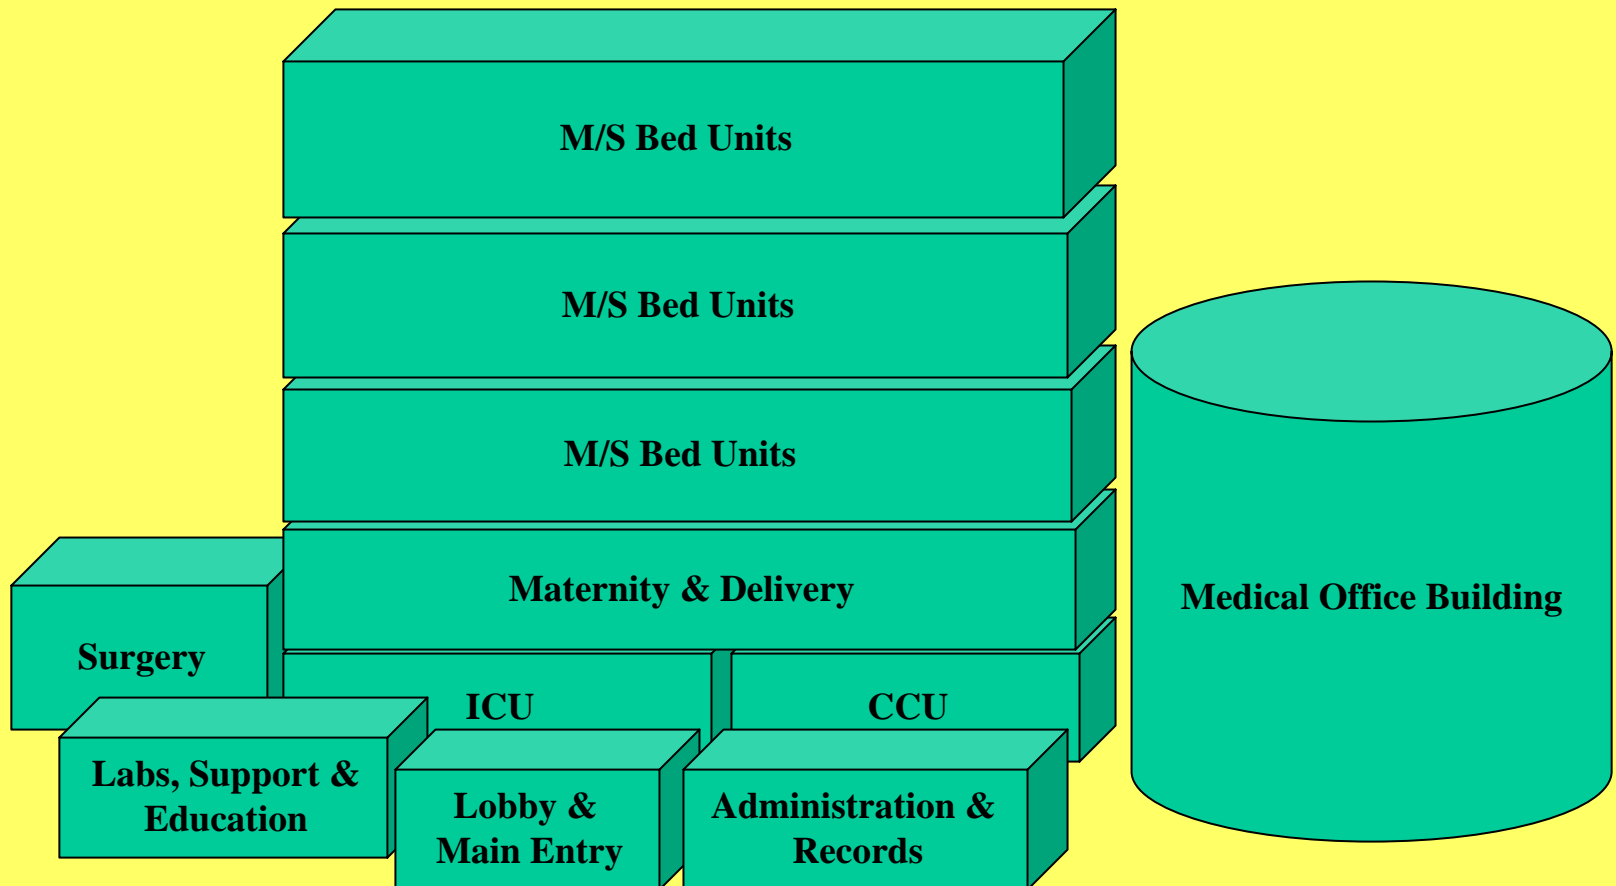 M/S Bed Units
M/S Bed Units
M/S Bed Units
Maternity & Delivery
Medical Office Building
Surgery
ICU
CCU
Labs, Support &
Education
Lobby &
Main Entry
Administration &
Records